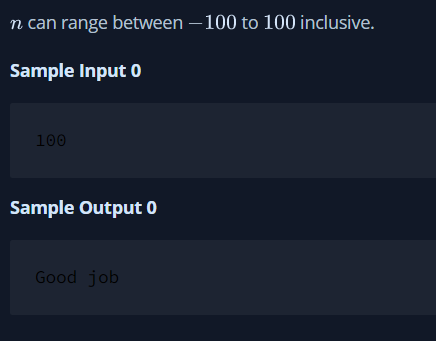 n can range between −100 to 100 inclusive.
Sample Input 0
100
Sample Output 0
Good job